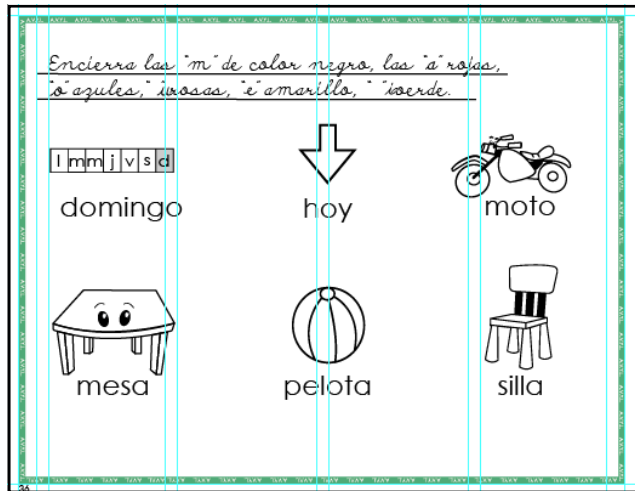 Encierra las "m" de color negro, las "a" rojas,
"o" azules, " rosas, "e" amarillo, " verde.
l m m j v s d
domingo
hoy
moto
mesa
pelota
silla